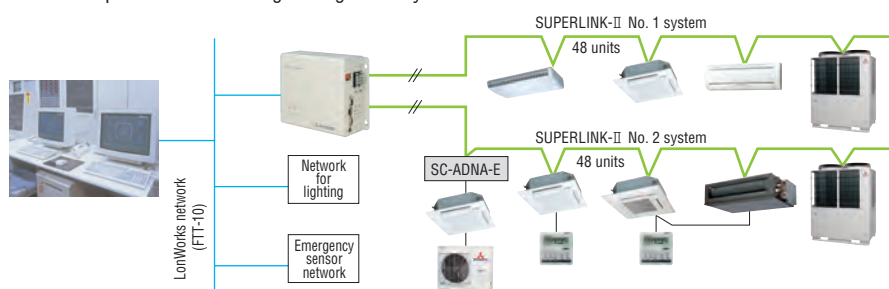 SUPERLINK-Ⅱ No. 1 system
48 units
SUPERLINK-Ⅱ No. 2 system
48 units
SC-ADNA-E
Network
for
lighting
Emergency
sensor
network
LonWorks network
(FTT-10)